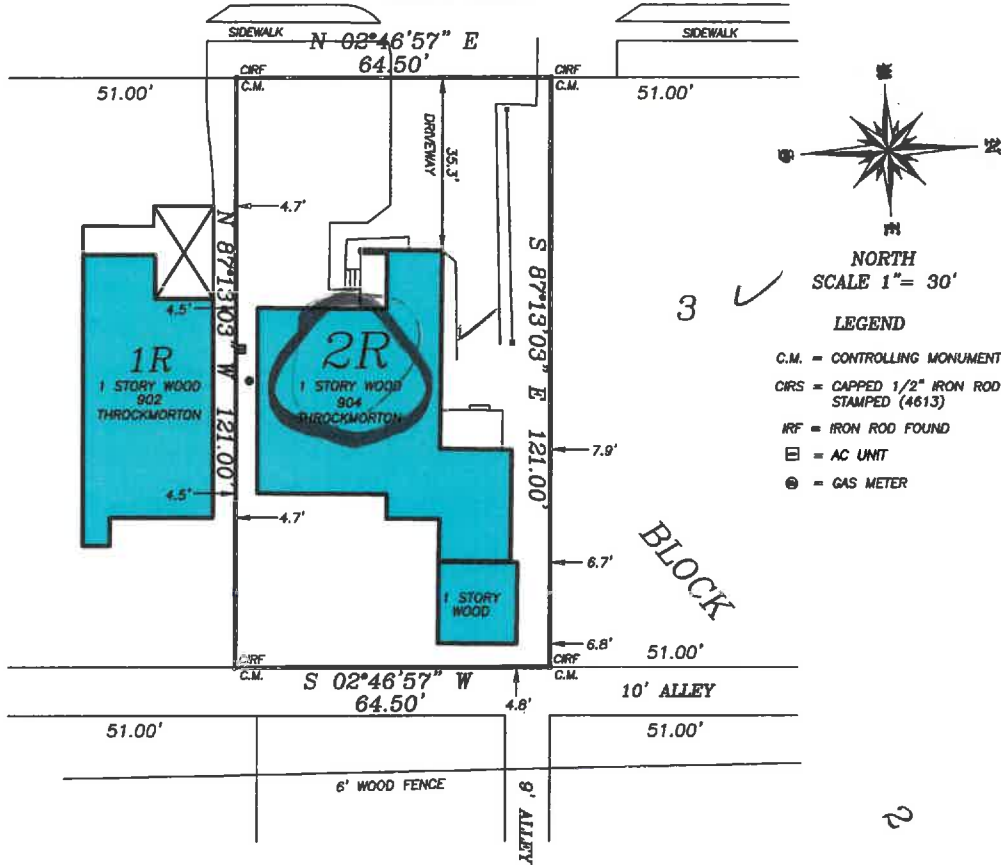 SIDEWALK
SIDEWALK
N 02°46'57" E
64.50'
CIRF
C.M.
CIRF
C.M.
51.00'
51.00'
DRIVEWAY
35.3'
4.7'
N 87°13'03" W 121.00'
S 87°13'03" E 121.00'
NORTH
SCALE 1"= 30'
3
LEGEND
C.M. = CONTROLLING MONUMENT
CIRS = CAPPED 1/2" IRON ROD
STAMPED (4613)
IRF = IRON ROD FOUND
= AC UNIT
= GAS METER
4.5'
1R
1 STORY WOOD
902
THROCKMORTON
2R
1 STORY WOOD
904
THROCKMORTON
7.9'
4.5'
4.7'
BLOCK
6.7'
1 STORY
WOOD
6.8'
CIRF
C.M.
CIRF
C.M.
51.00'
S 02°46'57" W
64.50'
4.8'
10' ALLEY
51.00'
51.00'
6' WOOD FENCE
9' ALLEY
2